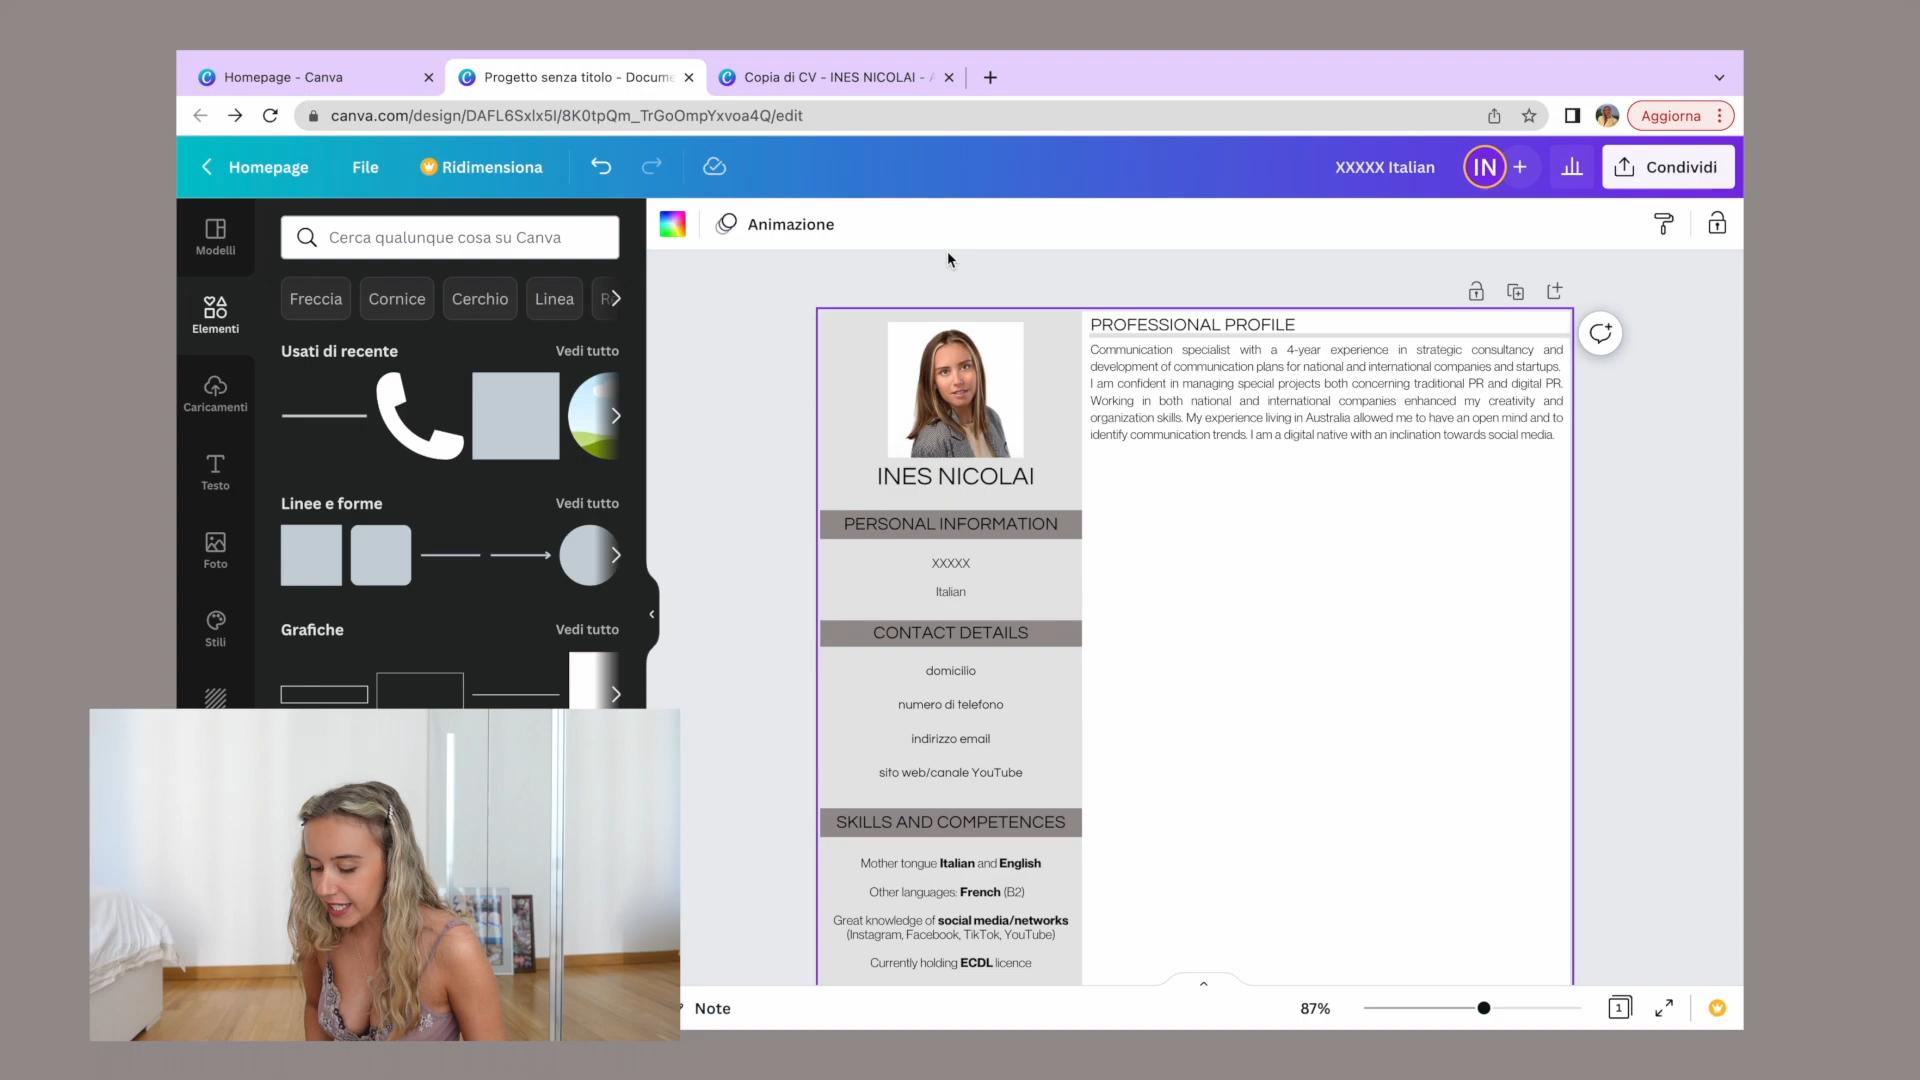 Homepage - Canva
Progetto senza titolo - Docume
Copia di CV - INES NICOLAI -
canva.com/design/DAFL6Sxlx5I/8K0tpQm_TrGoOmpYxvoa4Q/edit
Aggiorna
Homepage
File
Ridimensiona
XXXXX Italian
IN
Condividi
Modelli
Elementi
Caricamenti
Testo
Foto
Stili
Cerca qualunque cosa su Canva
Freccia
Cornice
Cerchio
Linea
Usati di recente
Vedi tutto
Linee e forme
Vedi tutto
Grafiche
Vedi tutto
Animazione
INES NICOLAI
PERSONAL INFORMATION
XXXXX
Italian
CONTACT DETAILS
domicilio
numero di telefono
indirizzo email
sito web/canale YouTube
SKILLS AND COMPETENCES
Mother tongue Italian and English
Other languages: French (B2)
Great knowledge of social media/networks
(Instagram, Facebook, TikTok, YouTube)
Currently holding ECDL licence
PROFESSIONAL PROFILE
Communication specialist with a 4-year experience in strategic consultancy and
development of communication plans for national and international companies and startups.
I am confident in managing special projects both concerning traditional PR and digital PR.
Working in both national and international companies enhanced my creativity and
organization skills. My experience living in Australia allowed me to have an open mind and to
identify communication trends. I am a digital native with an inclination towards social media.
Note
87%
1